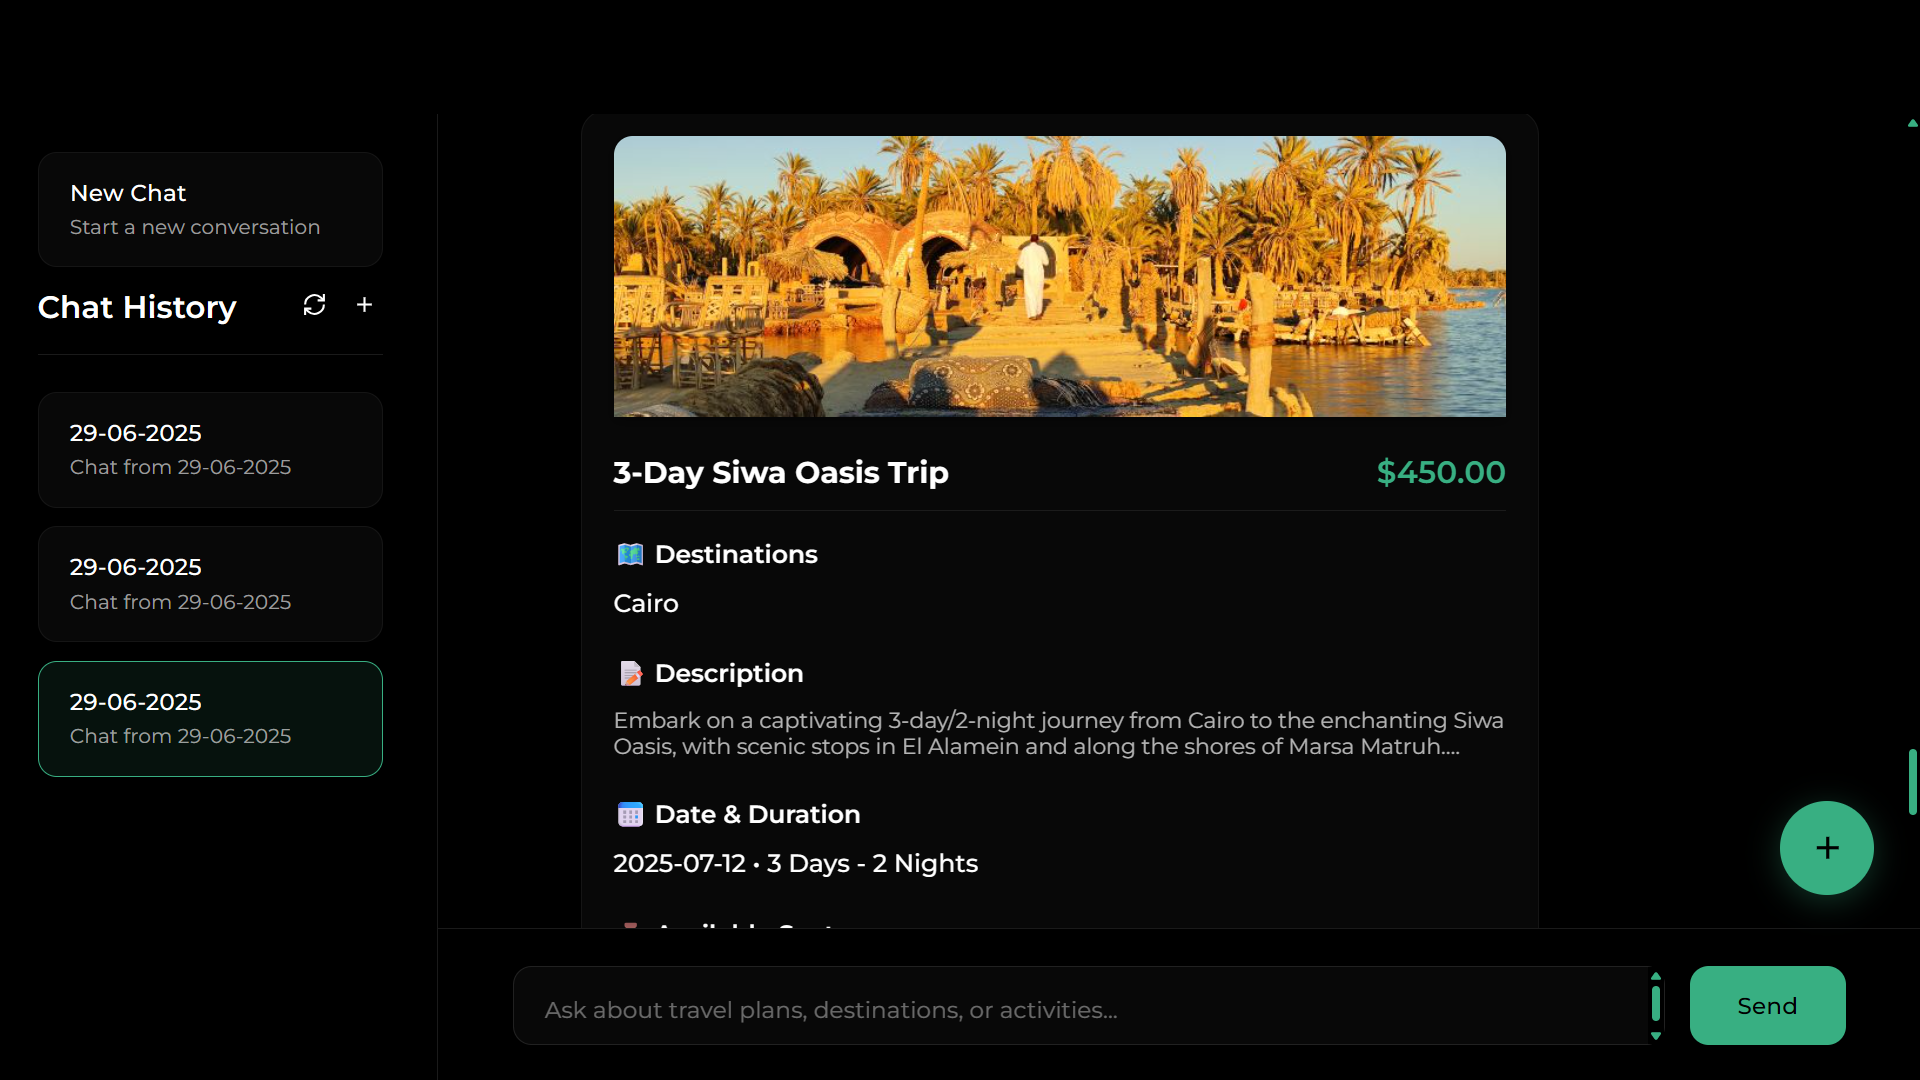 New Chat
Start a new conversation
Chat History
29-06-2025
Chat from 29-06-2025
29-06-2025
Chat from 29-06-2025
29-06-2025
Chat from 29-06-2025
3-Day Siwa Oasis Trip
$450.00
Destinations
Cairo
Description
Embark on a captivating 3-day/2-night journey from Cairo to the enchanting Siwa
Oasis, with scenic stops in El Alamein and along the shores of Marsa Matruh....
Date & Duration
2025-07-12 • 3 Days - 2 Nights
Ask about travel plans, destinations, or activities...
Send